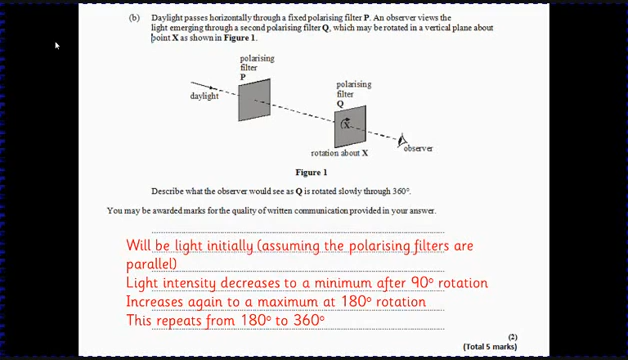 (b) Daylight passes horizontally through a fixed polarising filter P. An observer views the
light emerging through a second polarising filter Q, which may be rotated in a vertical plane about
point X as shown in Figure 1.
polarising
filter
P
daylight
polarising
filter
Q
X
rotation about X
observer
Figure 1
Describe what the observer would see as Q is rotated slowly through 360°.
You may be awarded marks for the quality of written communication provided in your answer.
Will be light initially (assuming the polarising filters are
parallel)
Light intensity decreases to a minimum after 90° rotation
Increases again to a maximum at 180° rotation
This repeats from 180° to 360°
(2)
(Total 5 marks)